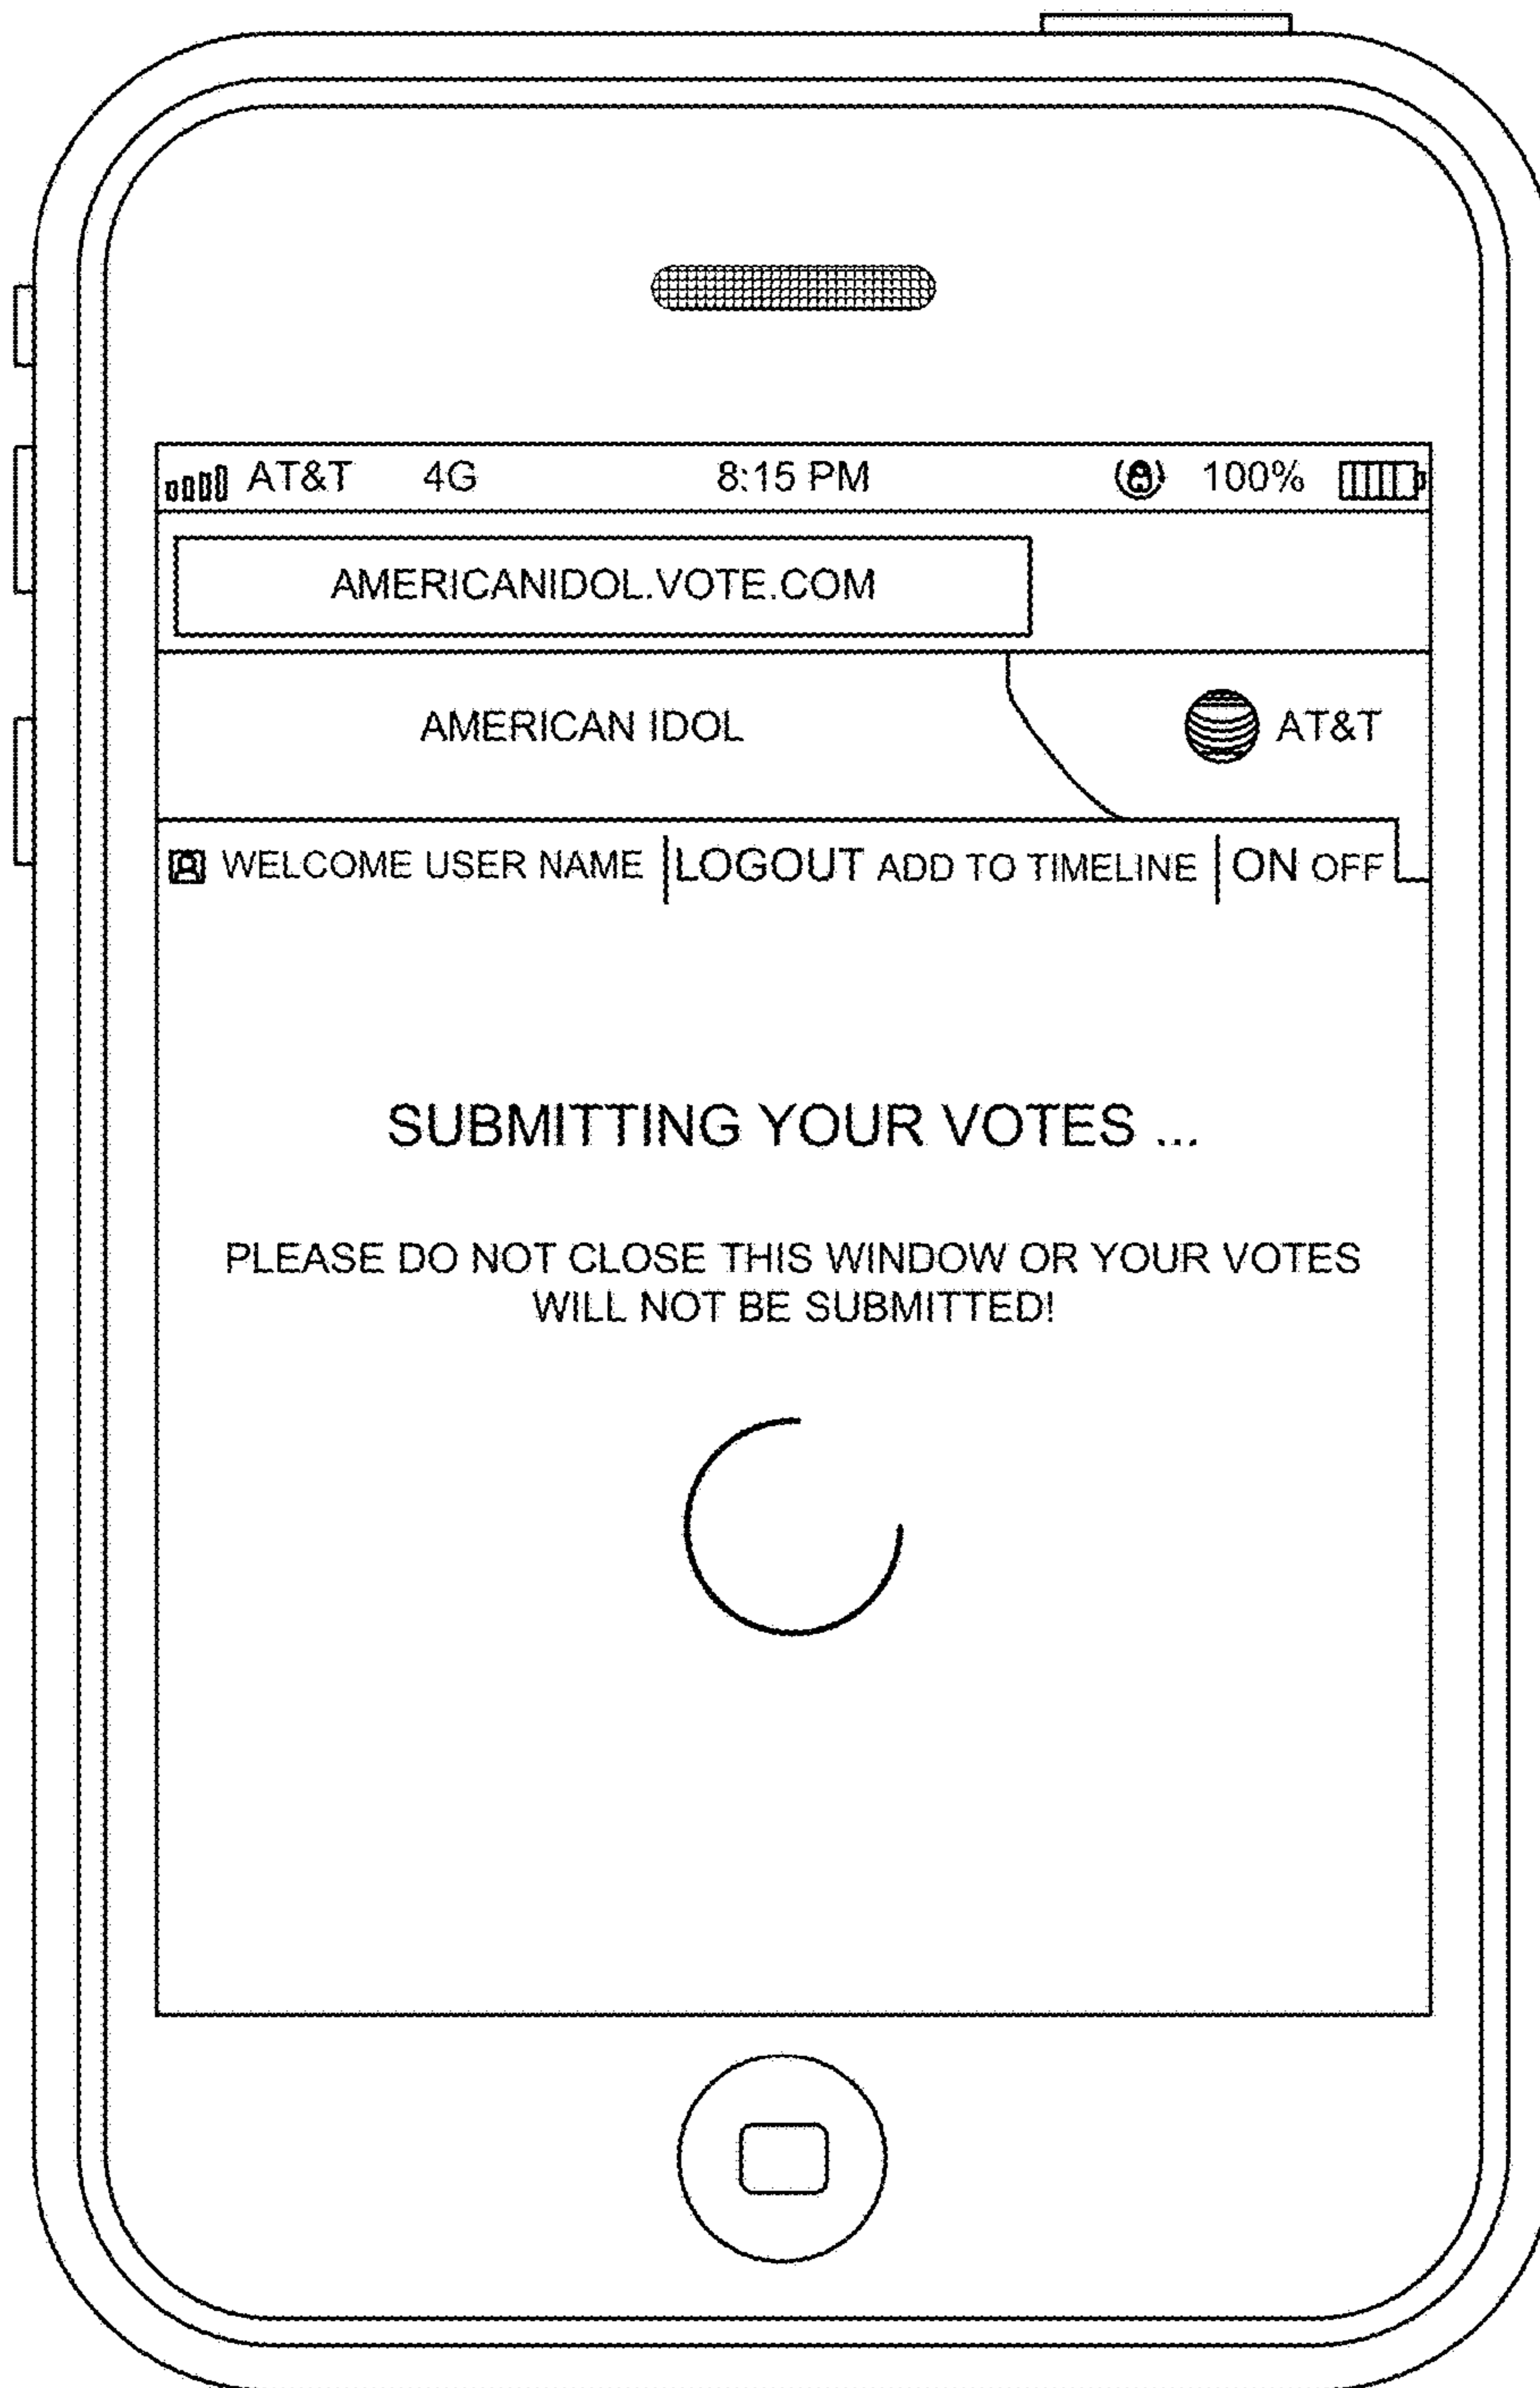 AT&T 4G 8:15 PM 100%
AMERICANIDOL.VOTE.COM
AMERICAN IDOL AT&T
WELCOME USER NAME | LOGOUT ADD TO TIMELINE | ON OFF
SUBMITTING YOUR VOTES ...
PLEASE DO NOT CLOSE THIS WINDOW OR YOUR VOTES
WILL NOT BE SUBMITTED!